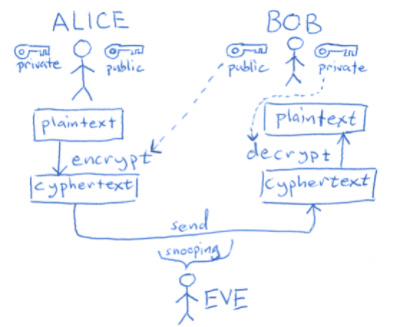 ALICE
BOB
private
public
public
private
plaintext
plaintext
encrypt
decrypt
cyphertext
cyphertext
send
snooping
EVE